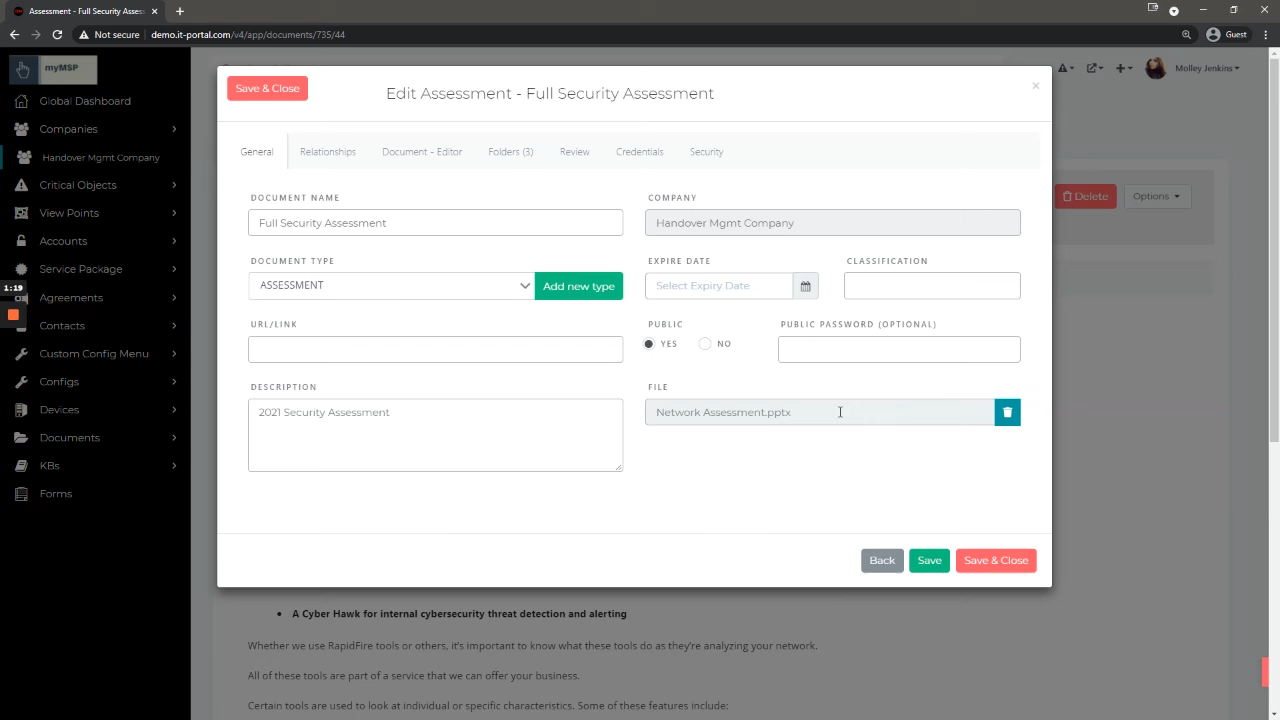 Assessment - Full Security Asses
Not secure
demo.it-portal.com/v4/app/documents/735/44
Guest
myMSP
Global Dashboard
Companies
Handover Mgmt Company
Critical Objects
View Points
Accounts
Service Package
Agreements
Contacts
Custom Config Menu
Configs
Devices
Documents
KBs
Forms
1:19
Molley Jenkins
Delete
Options
Save & Close
Edit Assessment - Full Security Assessment
×
General
Relationships
Document - Editor
Folders (3)
Review
Credentials
Security
DOCUMENT NAME
Full Security Assessment
COMPANY
Handover Mgmt Company
DOCUMENT TYPE
ASSESSMENT
Add new type
EXPIRE DATE
Select Expiry Date
CLASSIFICATION
URL/LINK
PUBLIC
YES
NO
PUBLIC PASSWORD (OPTIONAL)
DESCRIPTION
2021 Security Assessment
FILE
Network Assessment.pptx
Back
Save
Save & Close
• A Cyber Hawk for internal cybersecurity threat detection and alerting
Whether we use RapidFire tools or others, it's important to know what these tools do as they're analyzing your network.
All of these tools are part of a service that we can offer your business.
Certain tools are used to look at individual or specific characteristics. Some of these features include: